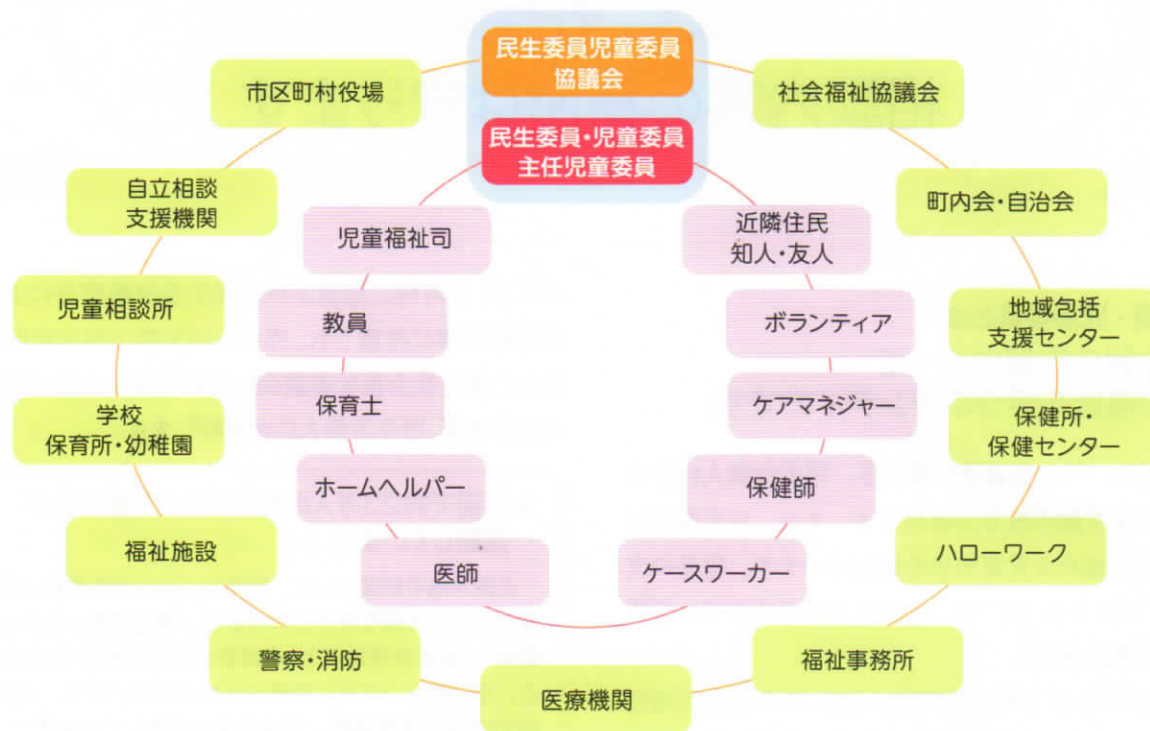 民生委員児童委員
協議会
民生委員・児童委員
主任児童委員
市区町村役場
社会福祉協議会
自立相談
支援機関
町内会・自治会
児童福祉司
近隣住民
知人・友人
児童相談所
教員
ボランティア
地域包括
支援センター
学校
保育所・幼稚園
保育士
ケアマネジャー
保健所・
保健センター
ホームヘルパー
保健師
福祉施設
医師
ケースワーカー
ハローワーク
警察・消防
福祉事務所
医療機関